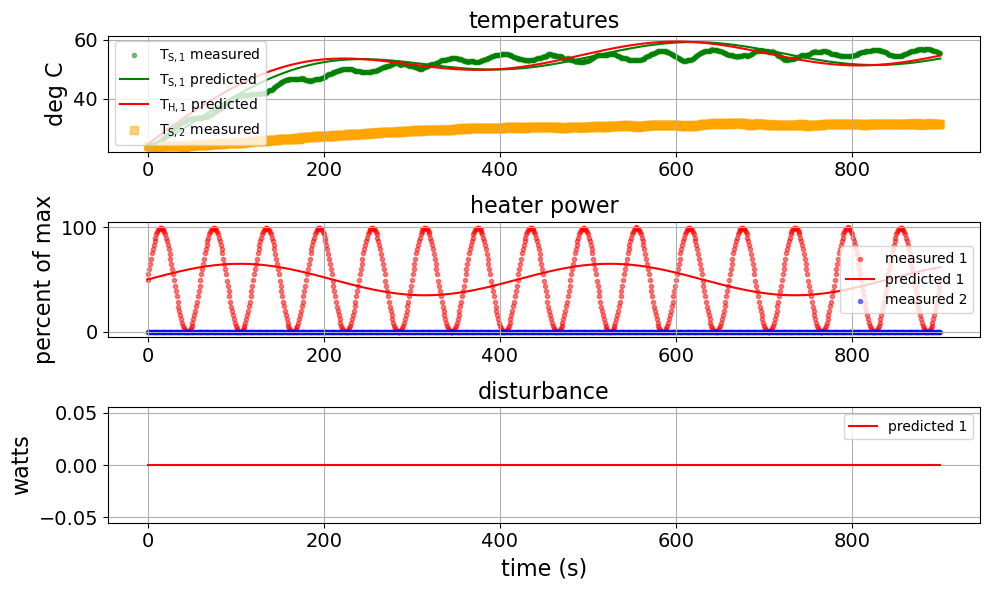 temperatures
deg C
60
40
T_S,1 measured
T_S,1 predicted
T_H,1 predicted
T_S,2 measured
0 200 400 600 800
heater power
percent of max
100
0
measured 1
predicted 1
measured 2
0 200 400 600 800
disturbance
watts
0.05
0.00
−0.05
predicted 1
0 200 400 600 800
time (s)